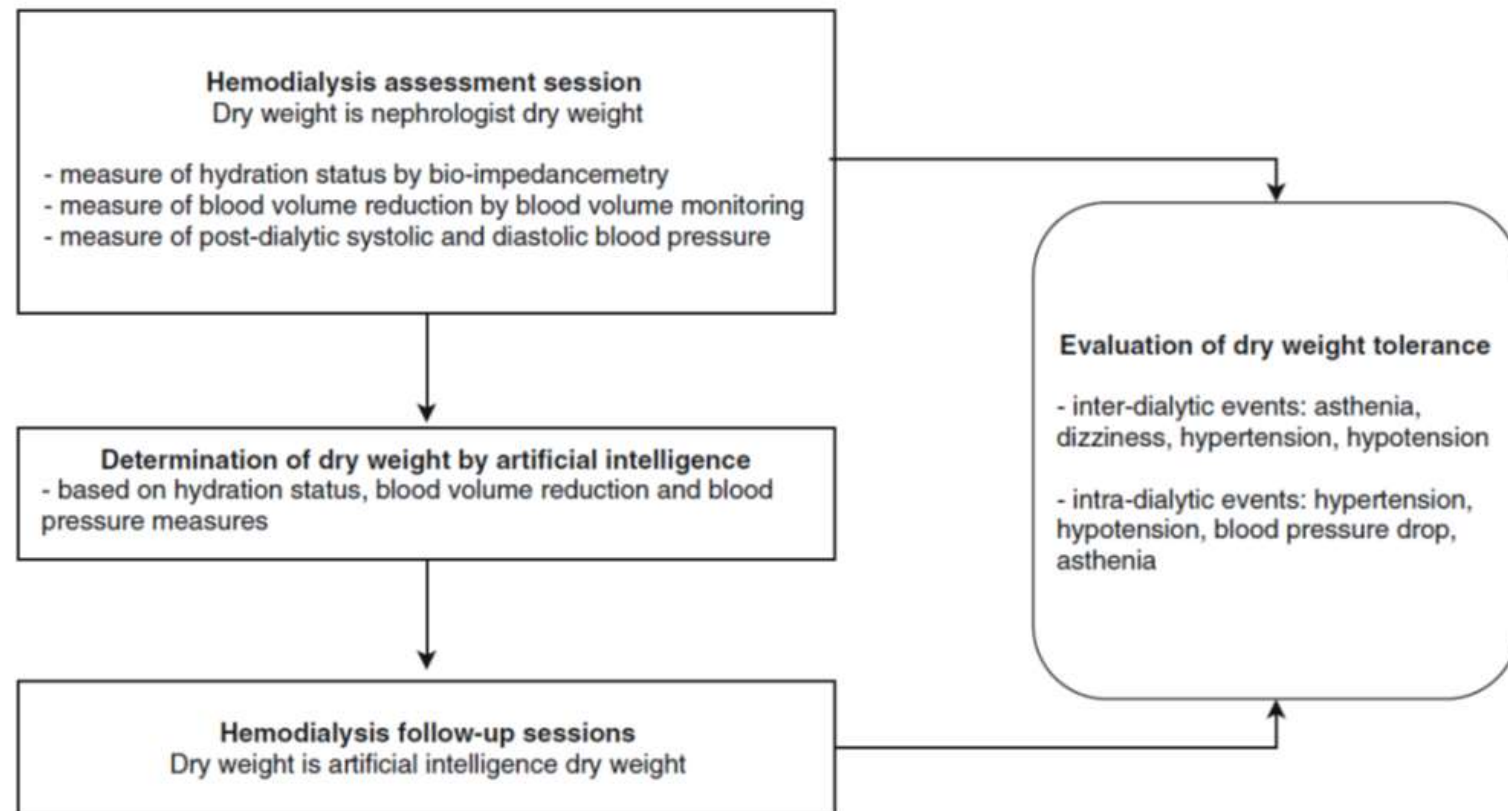 Hemodialysis assessment session
Dry weight is nephrologist dry weight
- measure of hydration status by bio-impedancemetry
- measure of blood volume reduction by blood volume monitoring
- measure of post-dialytic systolic and diastolic blood pressure
Determination of dry weight by artificial intelligence
- based on hydration status, blood volume reduction and blood
pressure measures
Hemodialysis follow-up sessions
Dry weight is artificial intelligence dry weight
Evaluation of dry weight tolerance
- inter-dialytic events: asthenia,
dizziness, hypertension, hypotension
- intra-dialytic events: hypertension,
hypotension, blood pressure drop,
asthenia